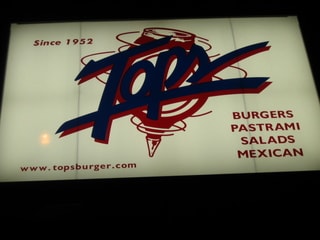 Since 1952
Tops
BURGERS
PASTRAMI
SALADS
MEXICAN
www.topsburger.com